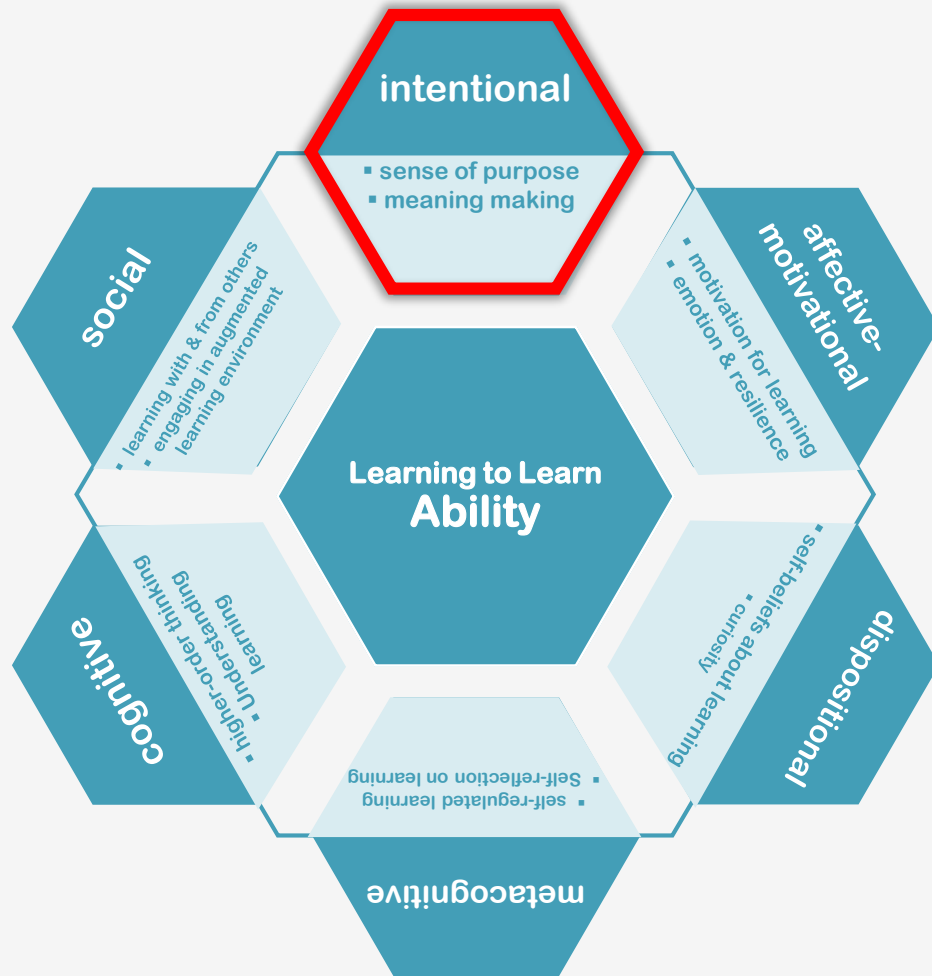 intentional
▪ sense of purpose
▪ meaning making
affective-
motivational
▪ motivation for learning
▪ emotion & resilience
dispositional
▪ self-beliefs about learning
▪ curiosity
metacognitive
▪ self-regulated learning
▪ Self-reflection on learning
cognitive
▪ higher-order thinking
▪ Understanding
learning
social
▪ learning with & from others
▪ engaging in augmented
learning environment
Learning to Learn
Ability